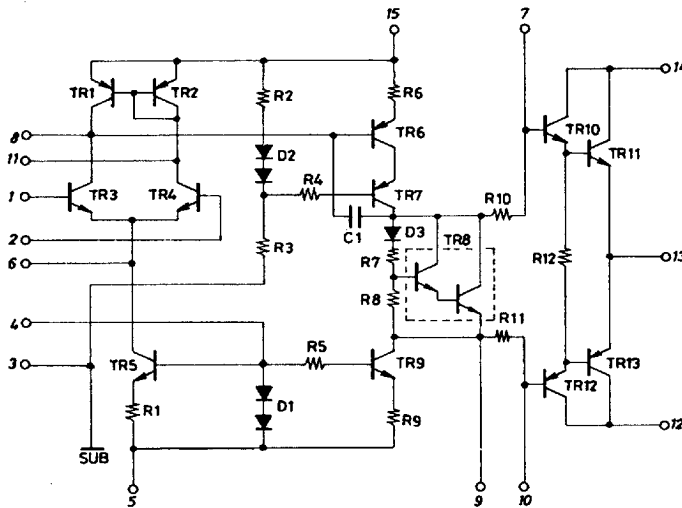 15 7
14
TR1 TR2 R2 R6
8 TR6 TR10 TR11
11 D2
1 TR3 TR4 R4 TR7
R10
2 C1 D3 TR8
6 R3 R7 R12 13
R8
4 R11
3 TR5 R5 TR9 TR12 TR13
R1 D1 R9 12
SUB
5 9 10